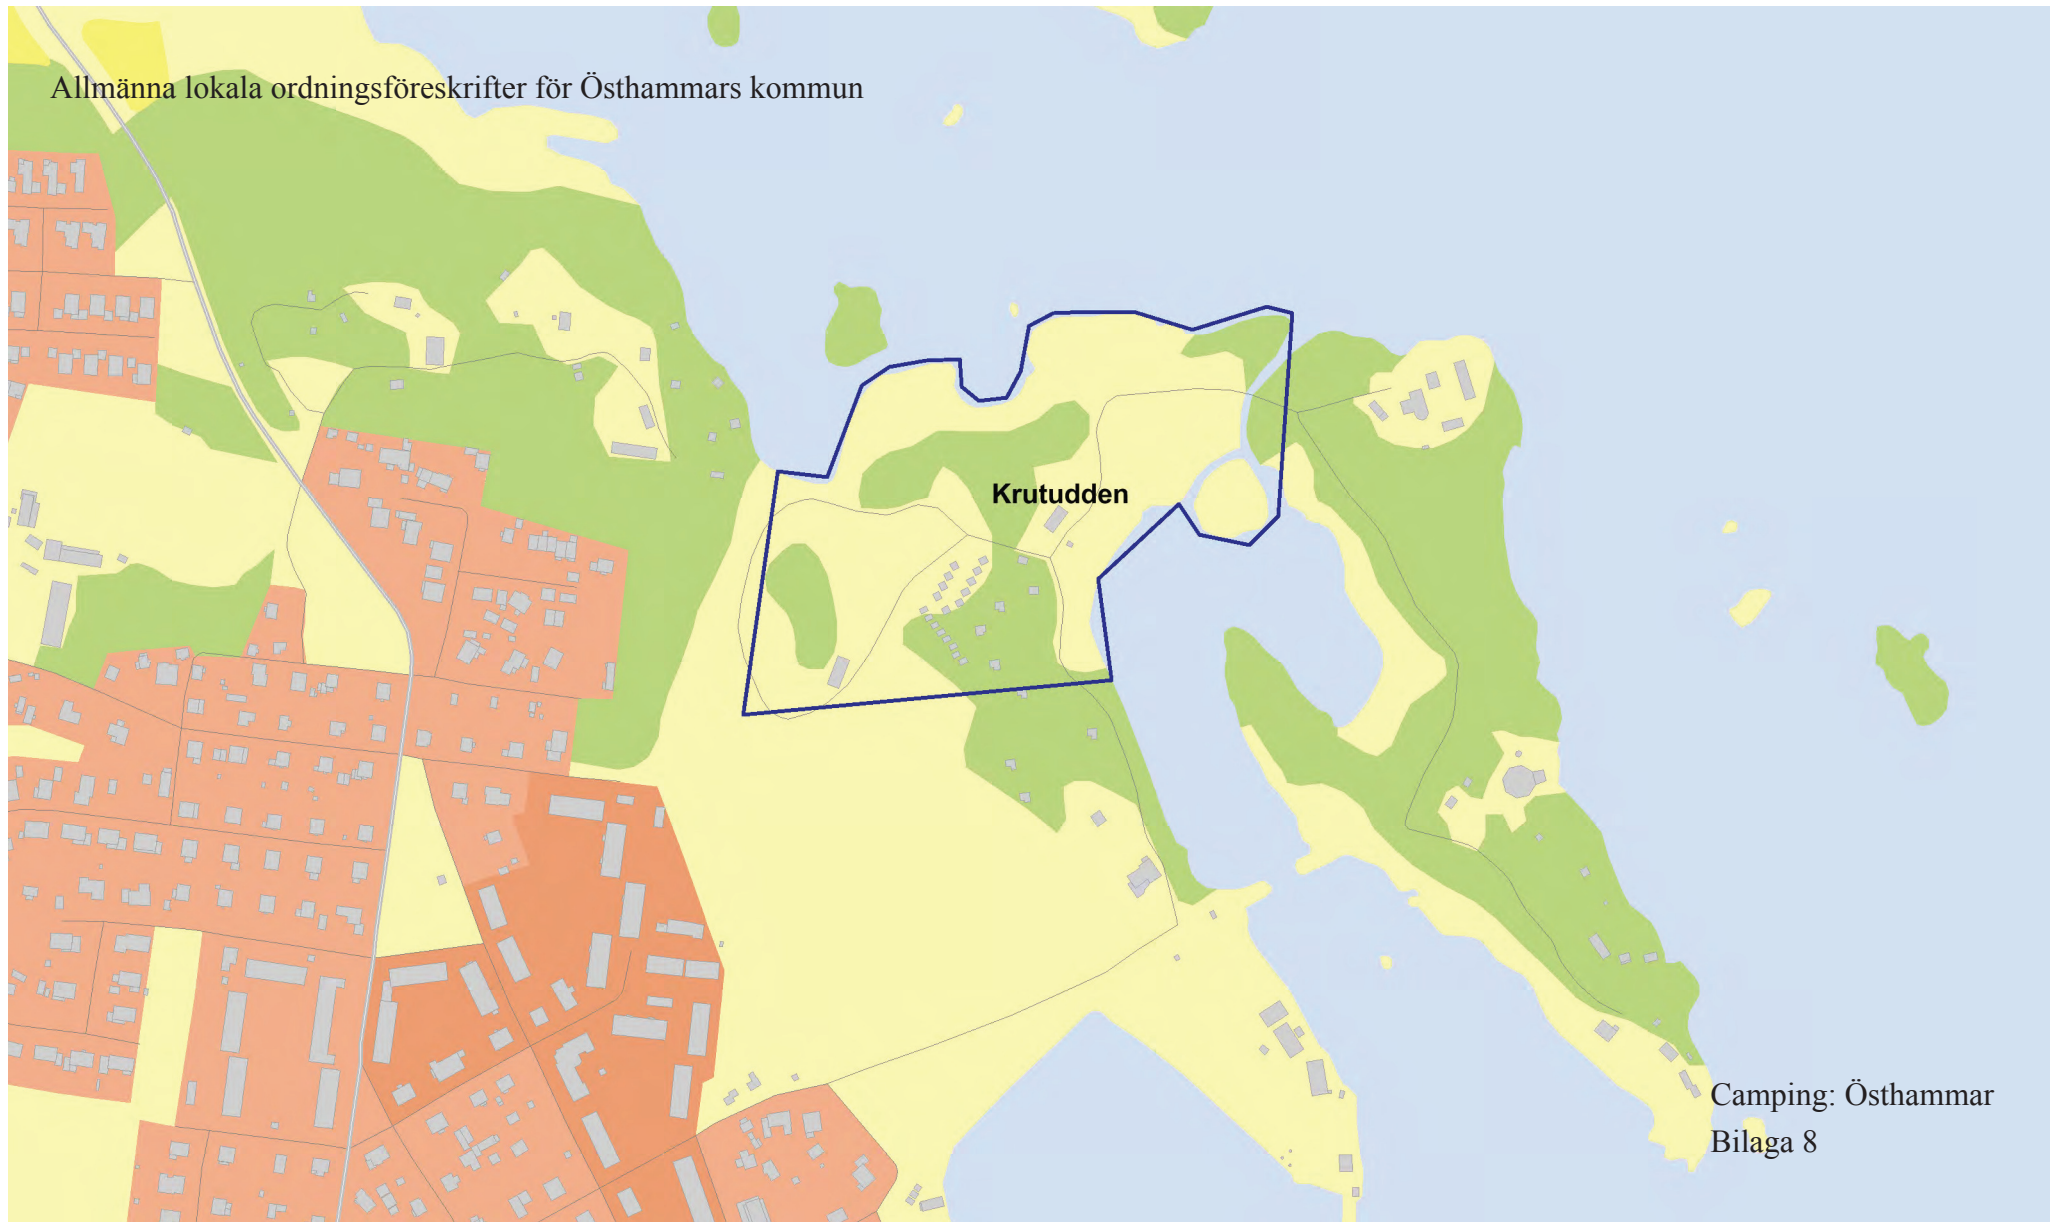 Allmänna lokala ordningsföreskrifter för Östhammars kommun
Krutudden
Camping: Östhammar
Bilaga 8